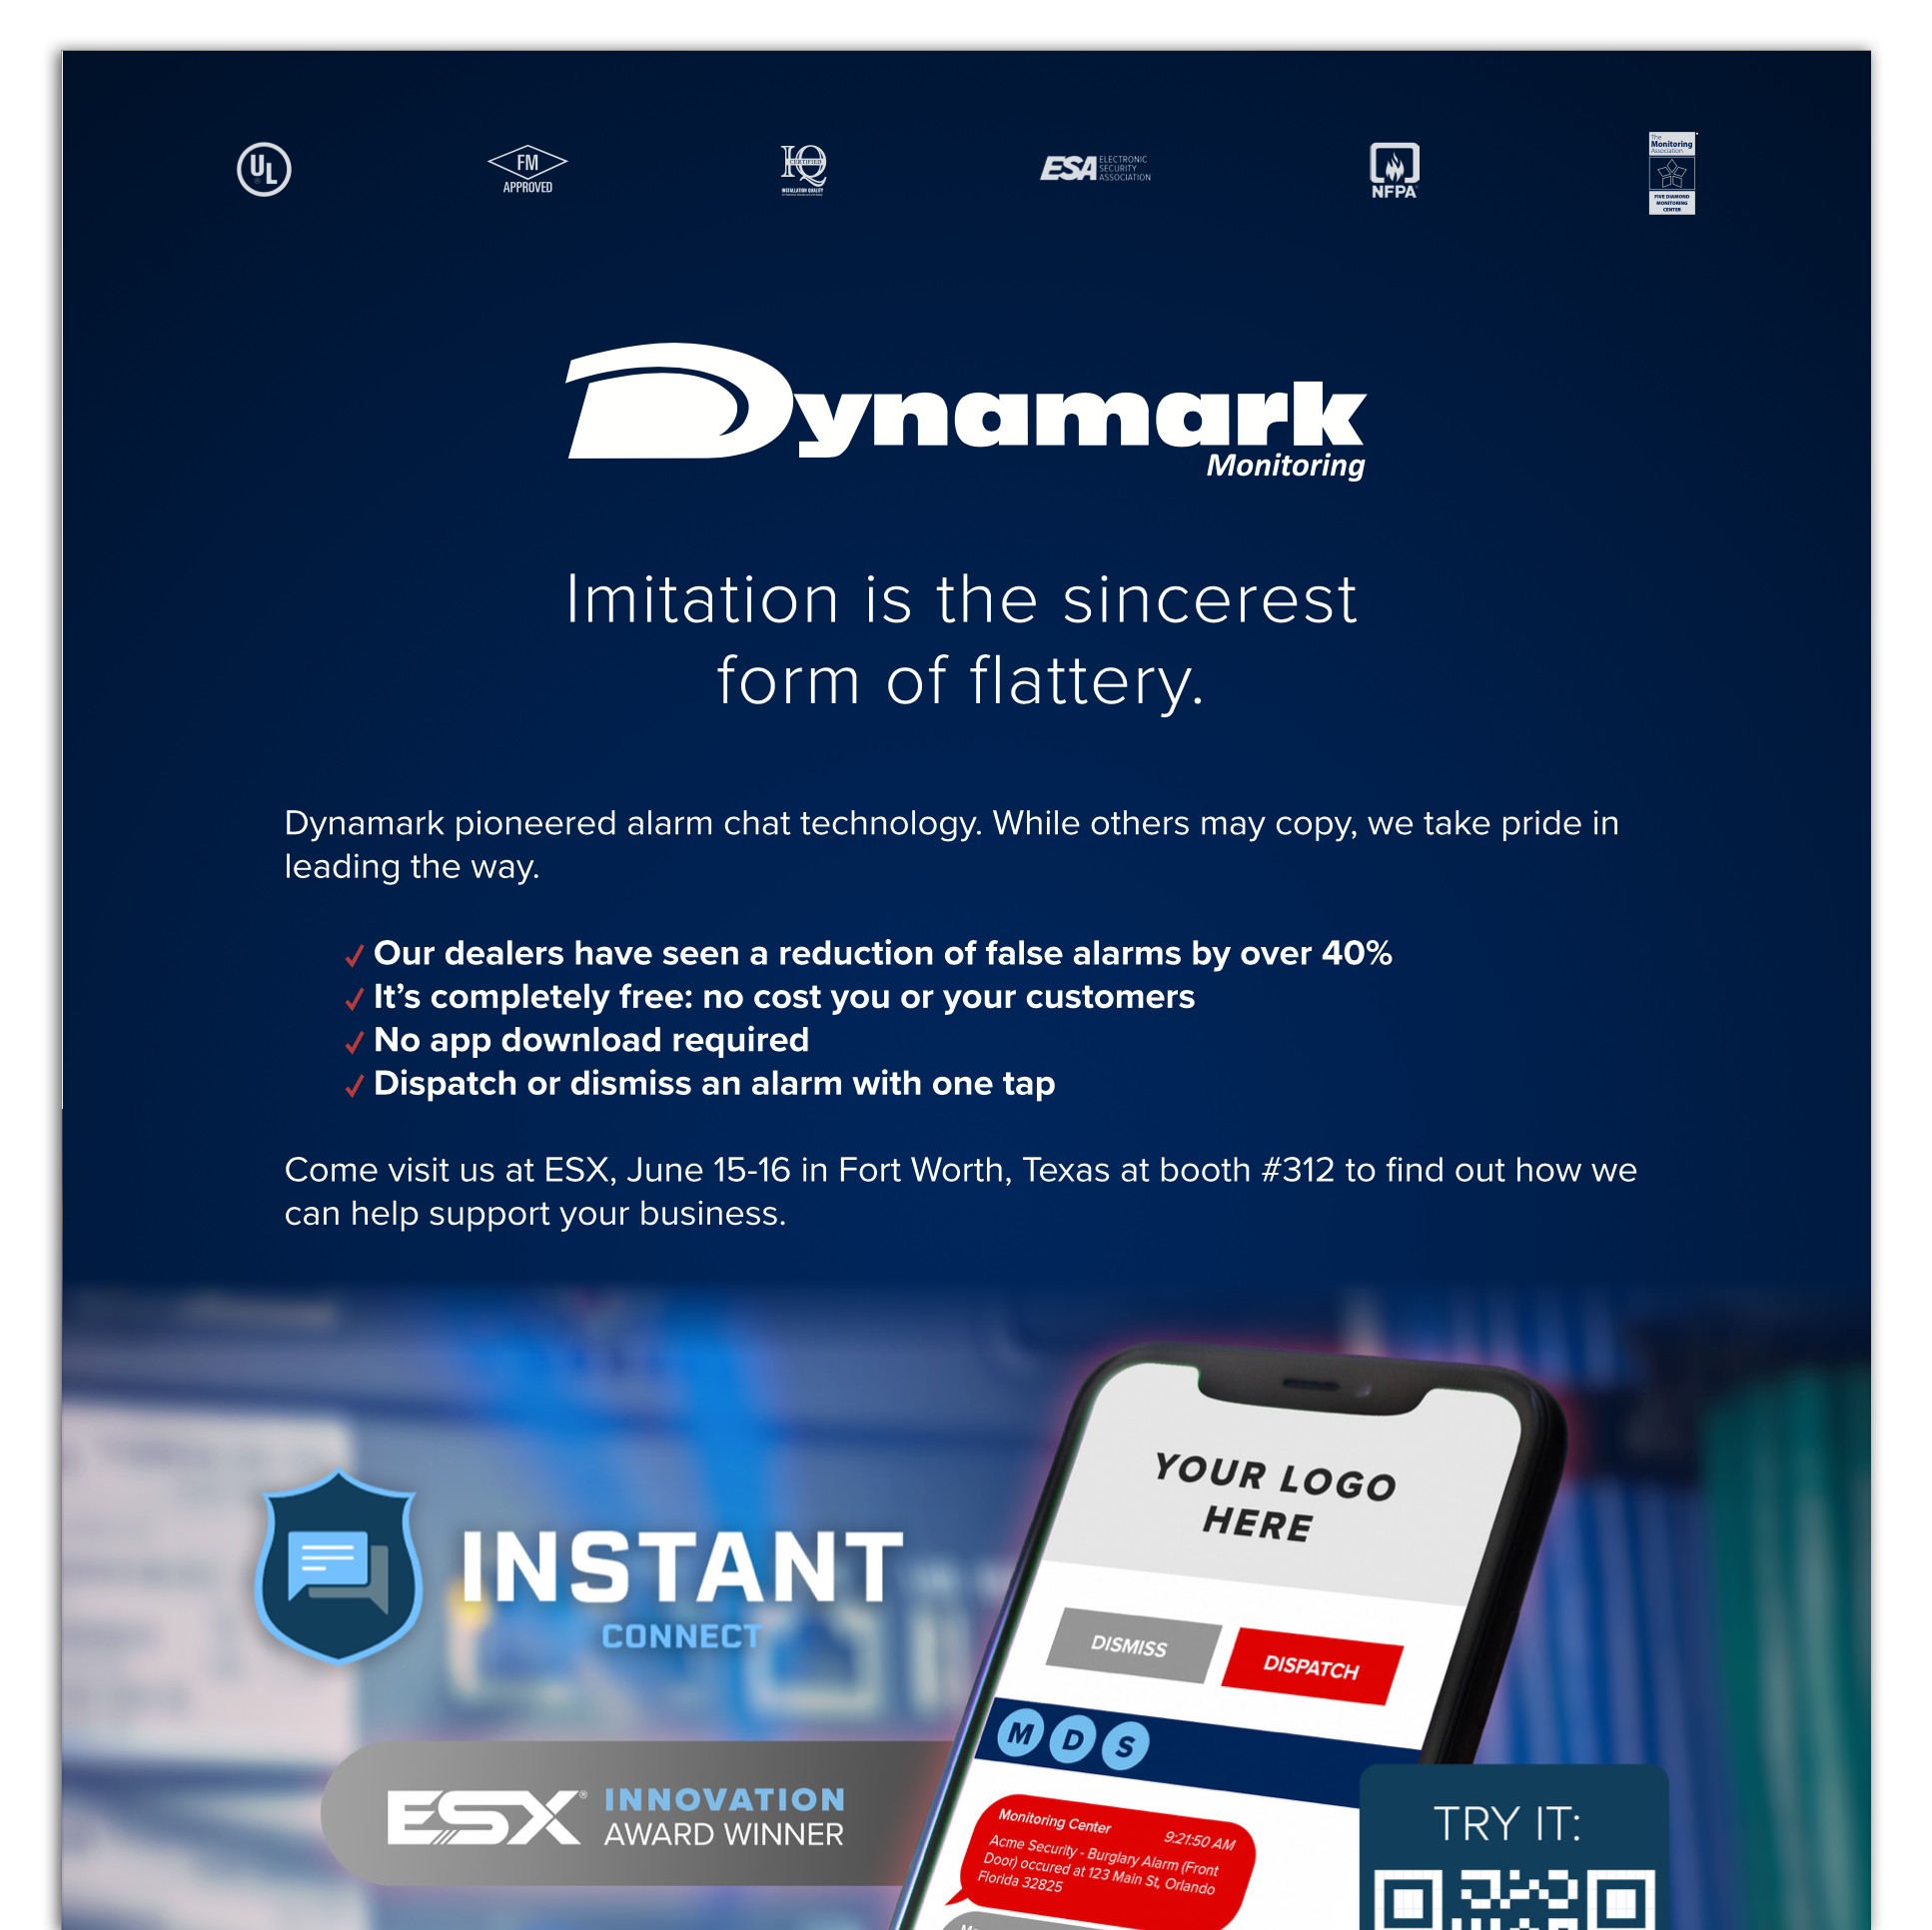 UL
FM
APPROVED
IQ
CERTIFIED
INSTALLATION QUALITY
ESA ELECTRONIC
SECURITY
ASSOCIATION
NFPA
The
Monitoring
Association
FIVE DIAMOND
MONITORING
CENTER
Dynamark
Monitoring
Imitation is the sincerest
form of flattery.
Dynamark pioneered alarm chat technology. While others may copy, we take pride in
leading the way.
Our dealers have seen a reduction of false alarms by over 40%
It’s completely free: no cost you or your customers
No app download required
Dispatch or dismiss an alarm with one tap
Come visit us at ESX, June 15-16 in Fort Worth, Texas at booth #312 to find out how we
can help support your business.
YOUR LOGO
HERE
INSTANT
CONNECT
DISMISS
DISPATCH
M D S
ESX® INNOVATION
AWARD WINNER
Monitoring Center 9:21:50 AM
Acme Security - Burglary Alarm (Front
Door) occured at 123 Main St, Orlando
Florida 32825
TRY IT: